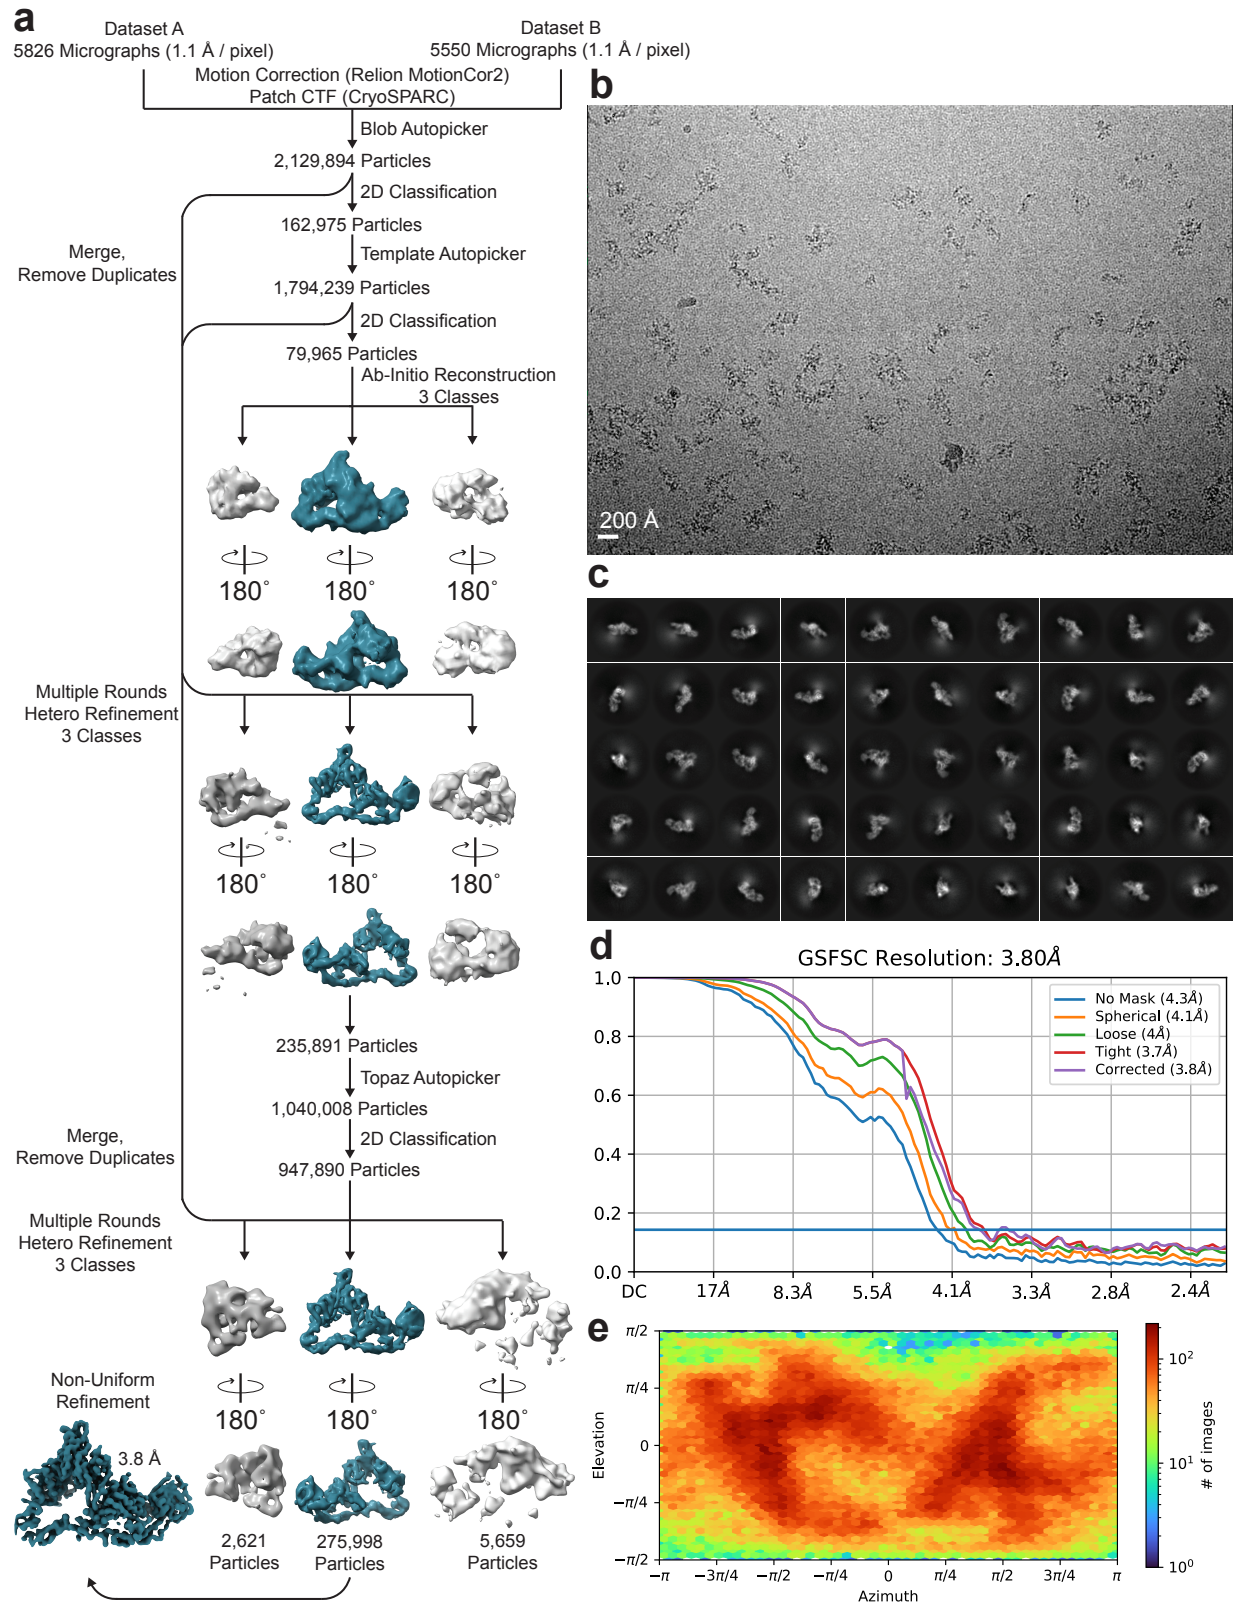 a
Dataset A
5826 Micrographs (1.1 Å / pixel)
Dataset B
5550 Micrographs (1.1 Å / pixel)
Motion Correction (Relion MotionCor2)
Patch CTF (CryoSPARC)
Blob Autopicker
2,129,894 Particles
2D Classification
162,975 Particles
Merge,
Remove Duplicates
Template Autopicker
1,794,239 Particles
2D Classification
79,965 Particles
Ab-Initio Reconstruction
3 Classes
180°
180°
180°
Multiple Rounds
Hetero Refinement
3 Classes
180°
180°
180°
235,891 Particles
Topaz Autopicker
1,040,008 Particles
2D Classification
947,890 Particles
Merge,
Remove Duplicates
Multiple Rounds
Hetero Refinement
3 Classes
180°
180°
180°
Non-Uniform
Refinement
3.8 Å
2,621
Particles
275,998
Particles
5,659
Particles
b
200 Å
c
d
GSFSC Resolution: 3.80Å
No Mask (4.3Å)
Spherical (4.1Å)
Loose (4Å)
Tight (3.7Å)
Corrected (3.8Å)
1.0
0.8
0.6
0.4
0.2
0.0
DC
17Å
8.3Å
5.5Å
4.1Å
3.3Å
2.8Å
2.4Å
e
π/2
π/4
0
−π/4
−π/2
Elevation
−π
−3π/4
−π/2
−π/4
0
π/4
π/2
3π/4
π
Azimuth
10²
10¹
10⁰
# of images